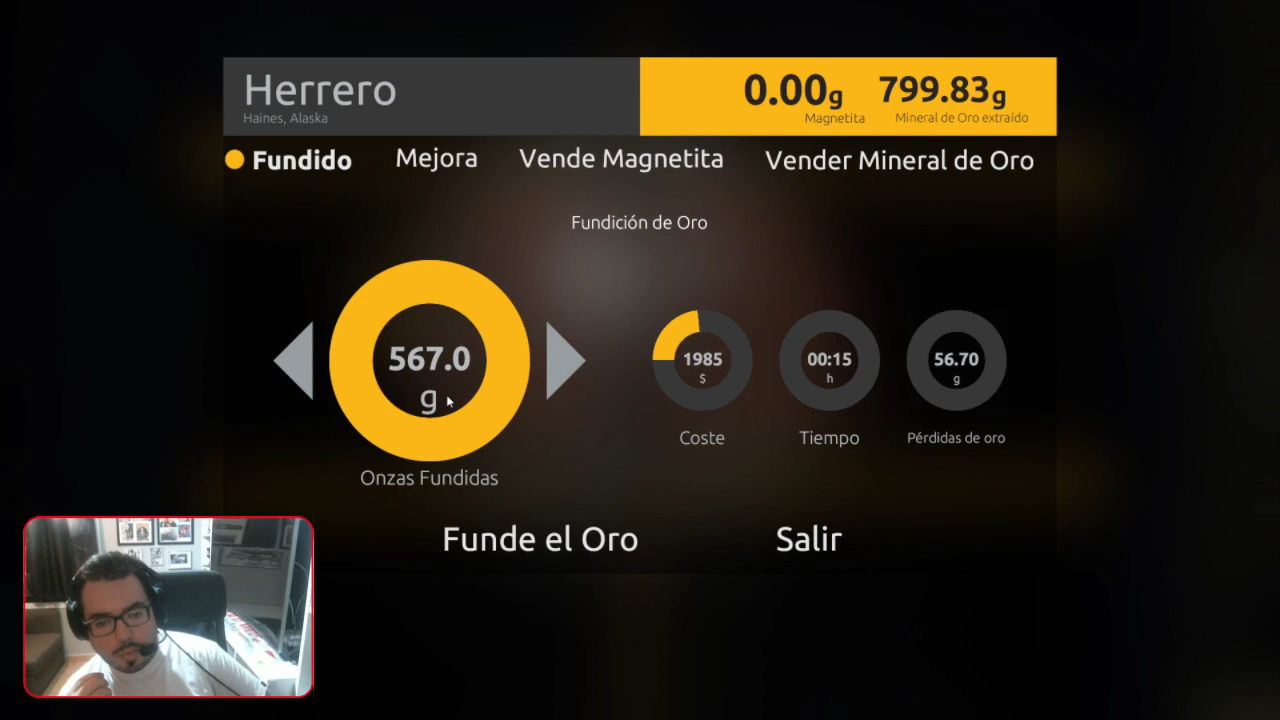 Herrero
Haines, Alaska
0.00g
Magnetita
799.83g
Mineral de Oro extraído
Fundido
Mejora
Vende Magnetita
Vender Mineral de Oro
Fundición de Oro
567.0
g
Onzas Fundidas
1985
$
Coste
00:15
h
Tiempo
56.70
g
Pérdidas de oro
Funde el Oro
Salir